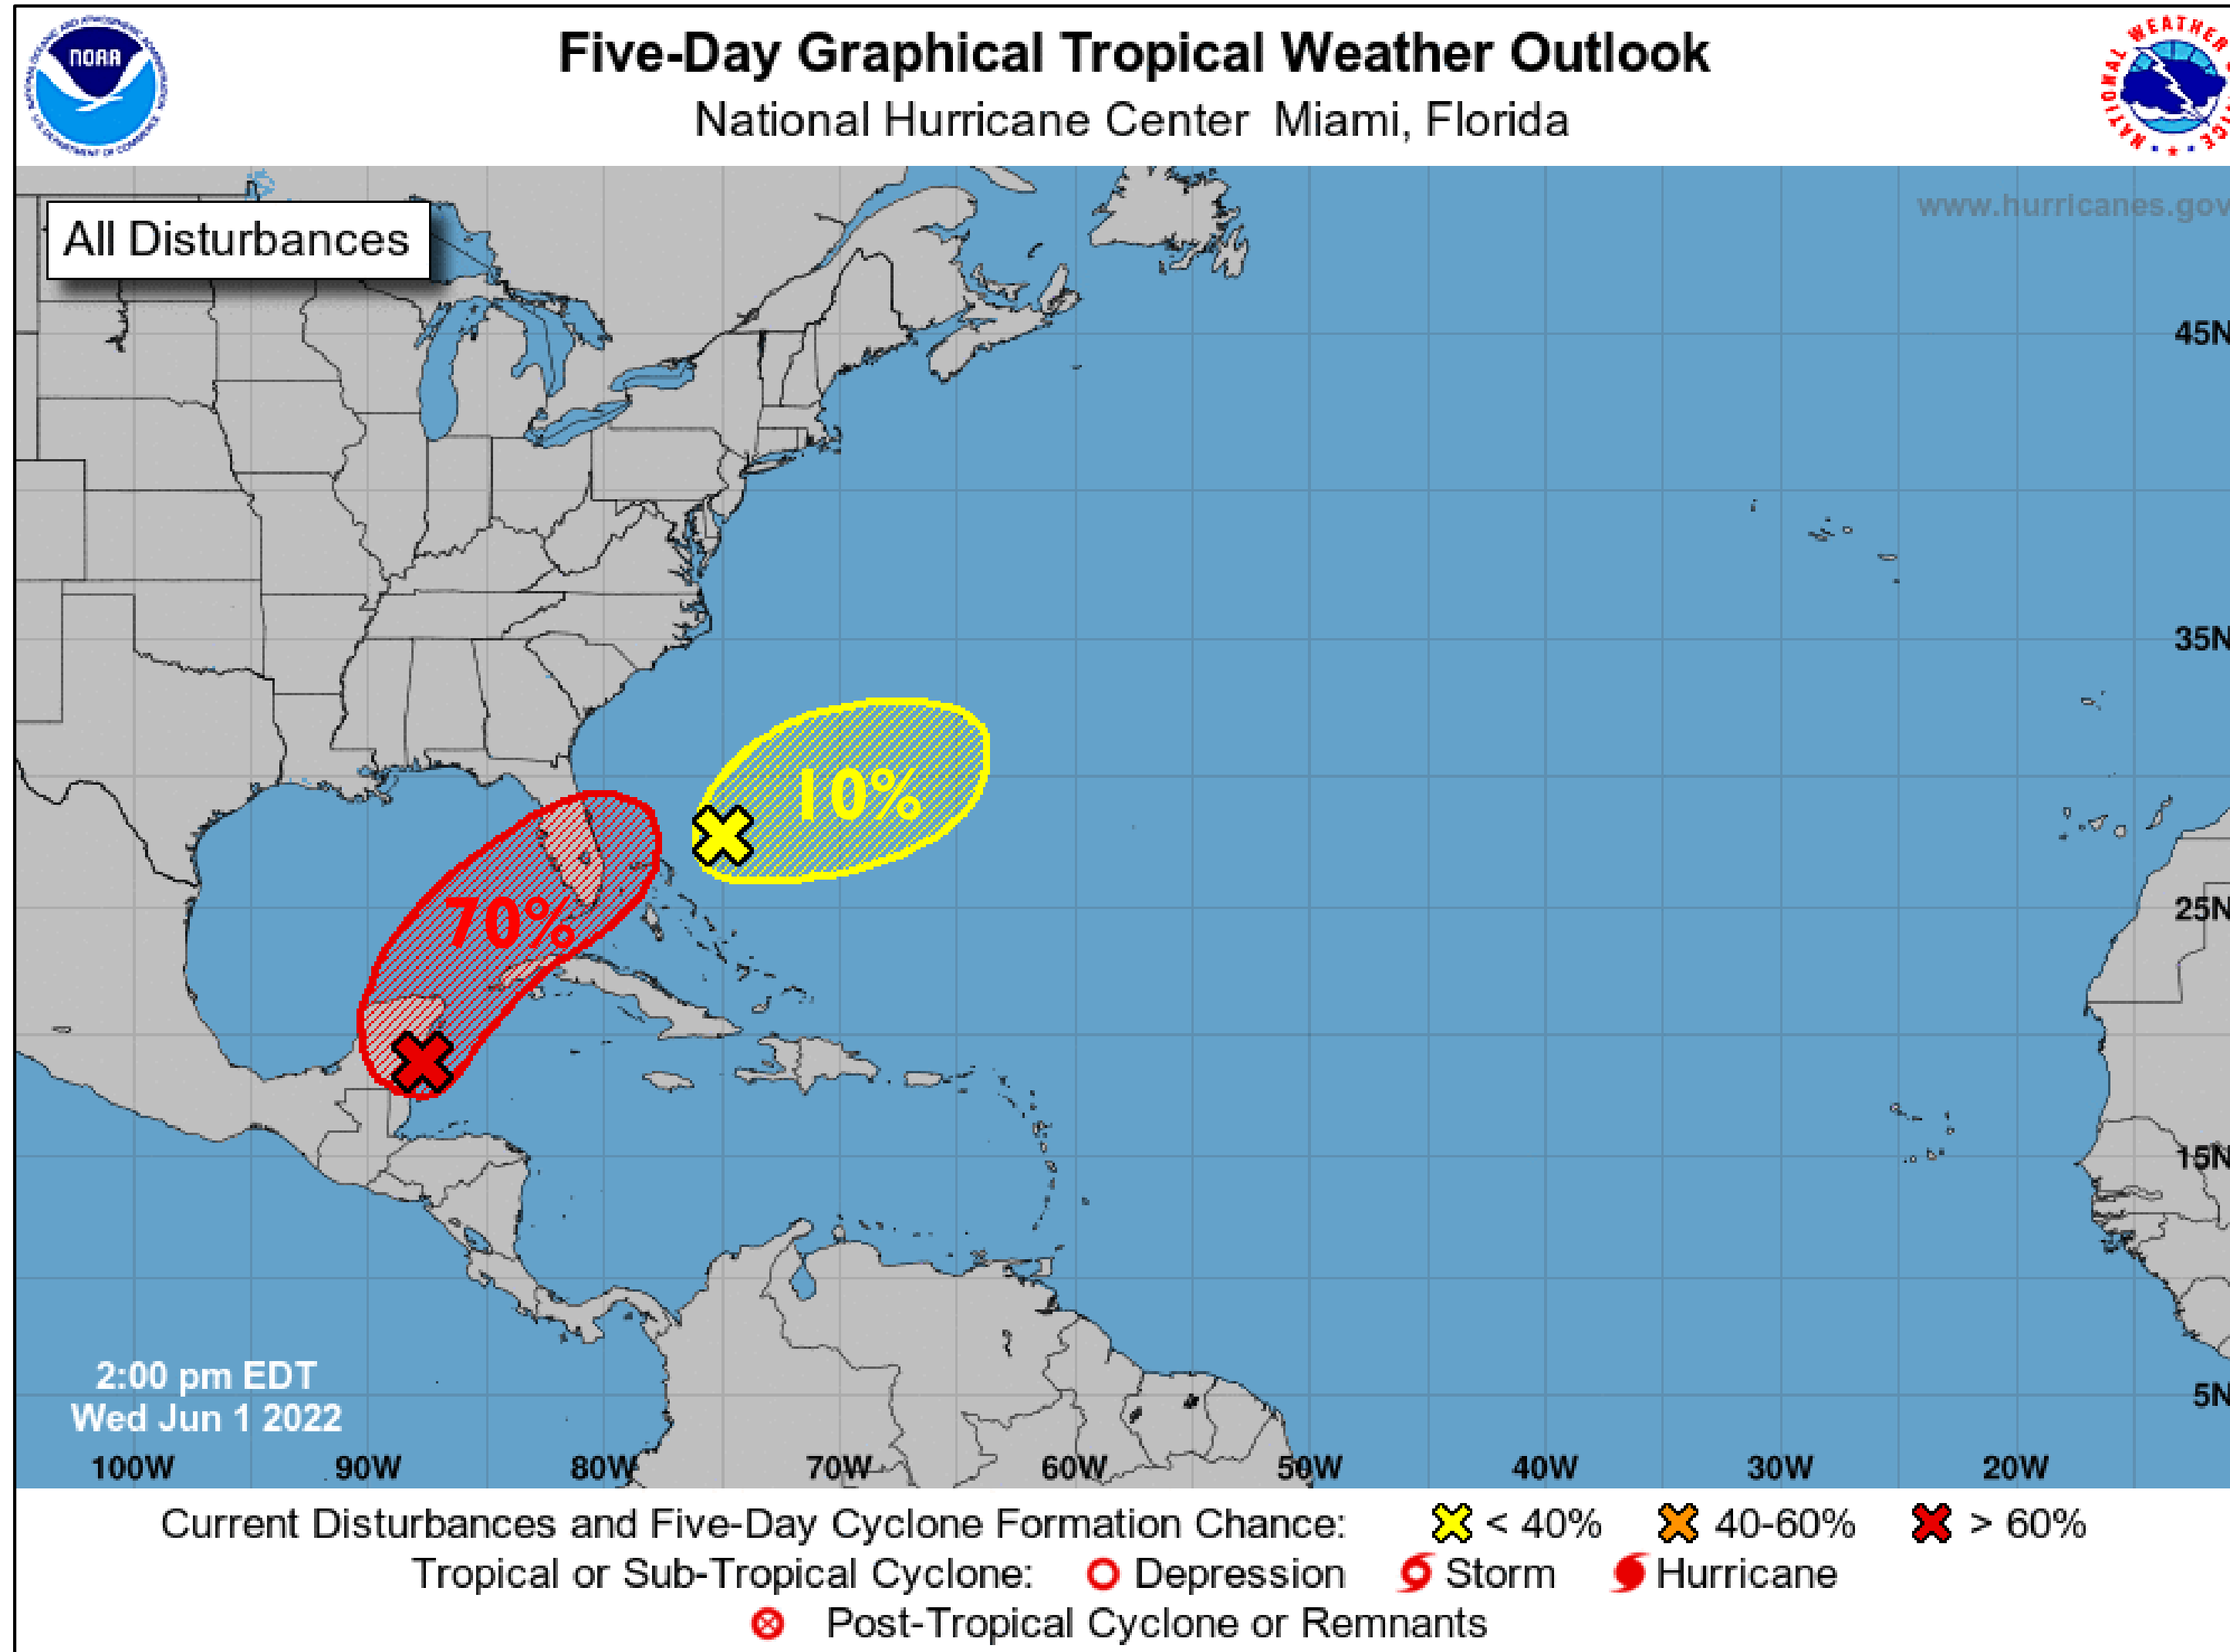 Five-Day Graphical Tropical Weather Outlook
National Hurricane Center Miami, Florida
NOAA
NATIONAL WEATHER
All Disturbances
www.hurricanes.gov
45N
35N
10%
25N
70%
15N
5N
2:00 pm EDT
Wed Jun 1 2022
100W 90W 80W 70W 60W 50W 40W 30W 20W
Current Disturbances and Five-Day Cyclone Formation Chance: < 40% 40-60% > 60%
Tropical or Sub-Tropical Cyclone: Depression Storm Hurricane
Post-Tropical Cyclone or Remnants